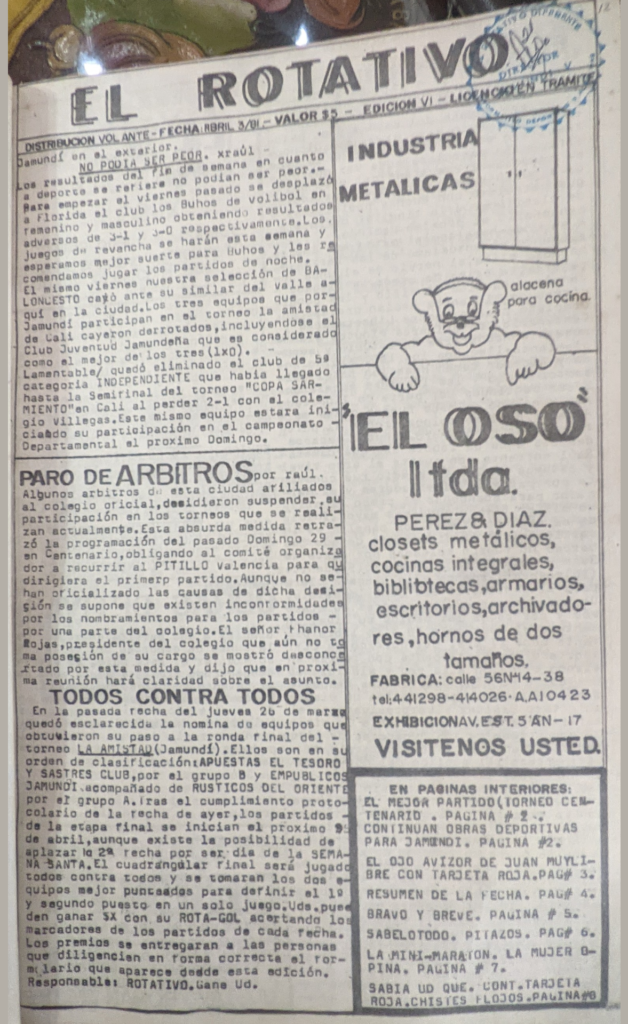 EL ROTATIVO
DISTRIBUCION VOLANTE - FECHA: ABRIL 3/81 - VALOR $5 - EDICION VI - LICENCIA EN TRAMITE
Jamundí en el exterior.
NO PODIA SER PEOR. xraúl -
Los resultados del fin de semana en cuanto
a deporte se refiere no podian ser peor.-
Para empezar el viernes pasado se desplazó
a Florida el club los Buhos de volibol en
femenino y masculino obteniendo resultados
adversos de 3-1 y 3-0 respectivamente.Los
juegos de revancha se harán esta semana y
esperamos mejor suerte para Buhos y les re
comendamos jugar los partidos de noche.
El mismo viernes nuestra selección de BA-
LONCESTO cayó ante su similar del valle a-
quí en la ciudad.Los tres equipos que por-
Jamundí participan en el torneo la amistad
de Cali cayeron derrotados,incluyendose el
Club Juventud Jamundeña que es considerado
como el mejor de los tres(1x0).
Lamentable/ quedó eliminado el club de 5ª
categoria INDEPENDIENTE que habia llegado
hasta la Semifinal del torneo "COPA SAR-
MIENTO"en Cali al perder 2-1 con el cole-
gio Villegas.Este mismo equipo estara ini-
ciando su participación en el campeonato -
Departamental el proximo Domingo.
PARO DE ARBITROS por raúl.
Algunos arbitros de esta ciudad afiliados
al colegio oficial,desidieron suspender su
participación en los torneos que se reali-
zan actualmente.Esta absurda medida retra-
zó la programación del pasado Domingo 29 -
en Centenario,obligando al comité organiza
dor a recurrir al PITILLO Valencia para qu
dirigiera el primero partido.Aunque no se-
han oficializado las causas de dicha desi-
ción se supone que existen inconformidades
por los nombramientos para los partidos -
por una parte del colegio.El señor Fhanor
Rojas,presidente del colegio que aún no to
ma poseción de su cargo se mostró desconce
rtado por esta medida y dijo que en proxi-
ma reunión hará claridad sobre el asunto.
TODOS CONTRA TODOS
En la pasada fecha del jueves 26 de marzo
quedó esclarecida la nomina de equipos que
obtuvieron su paso a la ronda final del -
torneo LA AMISTAD(Jamundí).Ellos son en su
orden de clasificación:APUESTAS EL TESORO
Y SASTRES CLUB,por el grupo B y EMPUBLICOS
JAMUNDI acompañado de RUSTICOS DEL ORIENTE
por el grupo A.Tras el cumplimiento proto-
colario de la fecha de ayer,los partidos -
de la etapa final se inician el proximo 9
de abril,aunque existe la posibilidad de
aplazar la 2ª fecha por ser dia de la SEMA-
NA SANTA.El cuadrangular final será jugado
todos contra todos y se tomaran los dos e-
quipos mejor punteados para definir el 1º
y segundo puesto en un solo juego.Uds.pue-
den ganar $X con su ROTA-GOL acertando los
marcadores de los partidos de cada fecha.
Los premios se entregaran a las personas
que diligencien en forma correcta el for-
mulario que aparece desde esta edición.
Responsable: ROTATIVO.Gane Ud.
INDUSTRIA
METALICAS
alacena
para cocina.
"EL OSO"
ltda.
PEREZ & DIAZ.
closets metálicos,
cocinas integrales,
biblibtecas,armarios,
escritorios,archivado-
res,hornos de dos
tamaños.
FABRICA: calle 56N#4-38
tel:441298-414026-A.A10423
EXHIBICION AV. EST. 5AN-17
VISITENOS USTED.
EN PAGINAS INTERIORES:
EL MEJOR PARTIDO(TORNEO CEN-
TENARIO . PAGINA # 2.
CONTINUAN OBRAS DEPORTIVAS
PARA JAMUNDI. PAGINA #2.
EL OJO AVIZOR DE JUAN MUYLI-
BRE CON TARJETA ROJA.PAG# 3.
RESUMEN DE LA FECHA. PAG# 4.
BRAVO Y BREVE. PAGINA # 5.
SABELOTODO. PITAZOS. PAG# 6.
LA MINI-MARATON. LA MUJER O-
PINA. PAGINA # 7.
SABIA UD QUE. CONT.TARJETA
ROJA.CHISTES FLOJOS.PAGINA#8